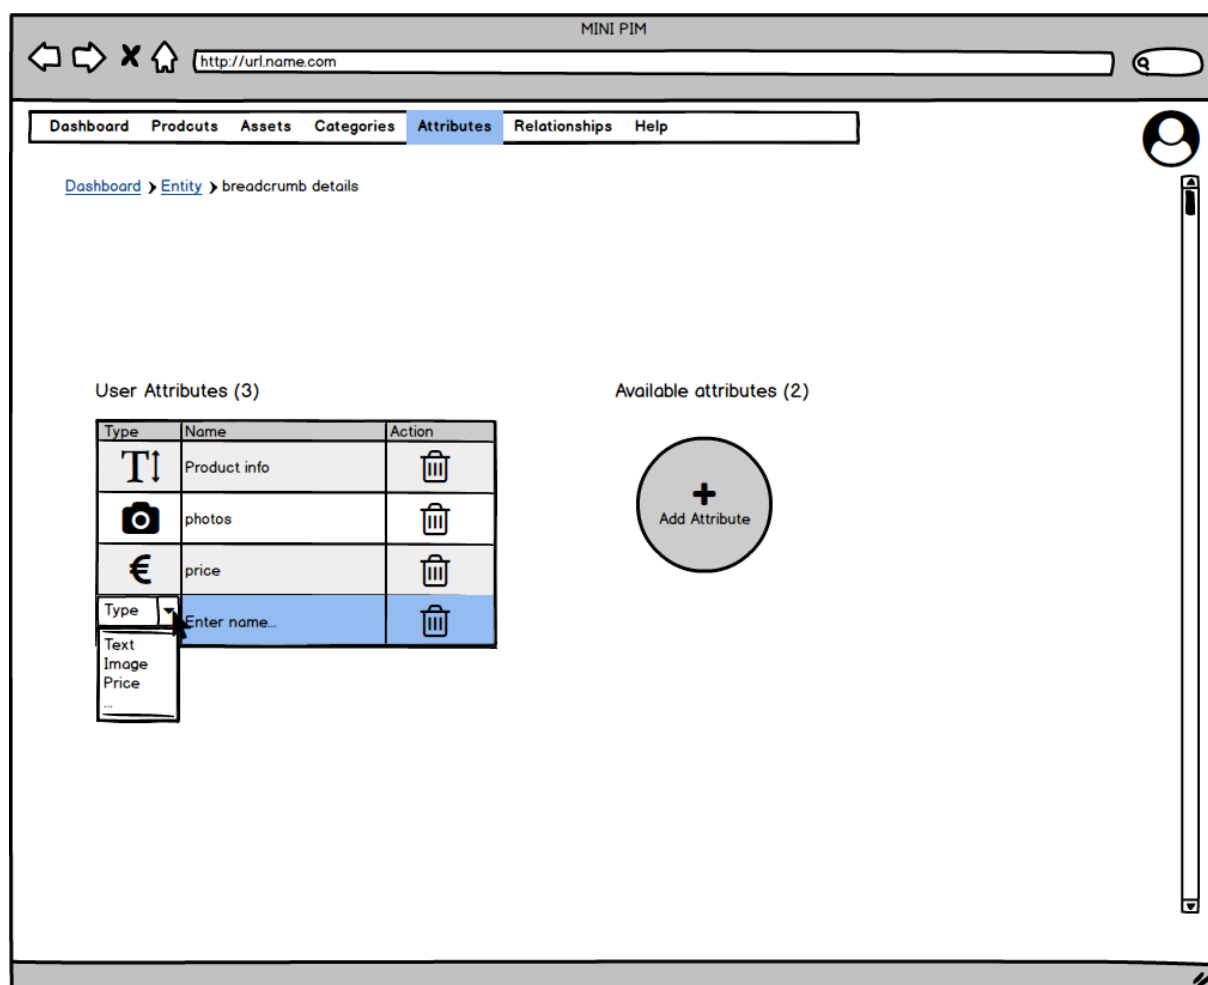 MINI PIM
http://url.name.com
Dashboard Prodcuts Assets Categories Attributes Relationships Help
Dashboard > Entity > breadcrumb details
User Attributes (3)
Available attributes (2)
Type Name Action
Product info
photos
€ price
Type
Enter name...
Text
Image
Price
...
+
Add Attribute